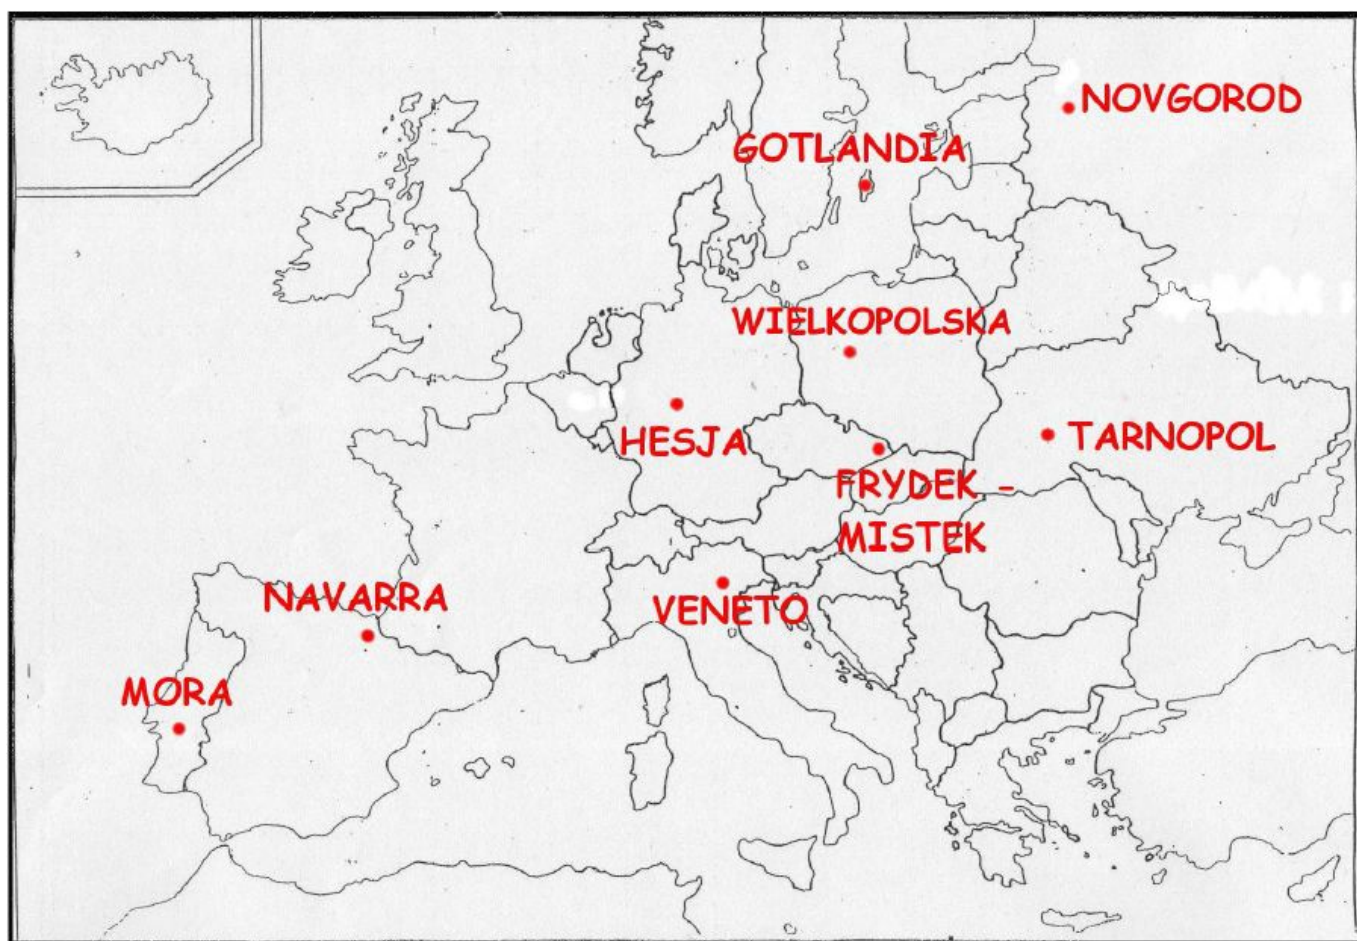 NOVGOROD
GOTLANDIA
WIELKOPOLSKA
HESJA
TARNOPOL
FRYDEK -
MISTEK
NAVARRA
VENETO
MORA